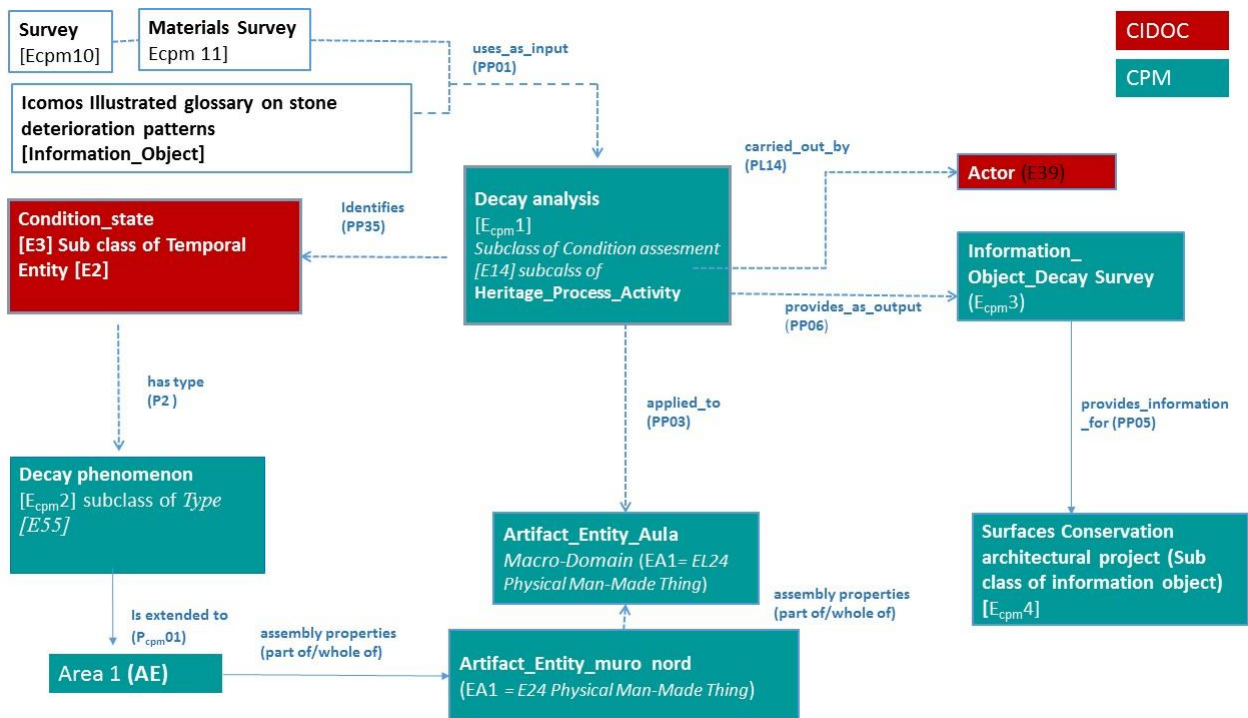 Survey
[Ecpm10]
Materials Survey
Ecpm 11]
uses_as_input
(PP01)
CIDOC
CPM
Icomos Illustrated glossary on stone
deterioration patterns
[Information_Object]
carried_out_by
(PL14)
Actor (E39)
Condition_state
[E3] Sub class of Temporal
Entity [E2]
Identifies
(PP35)
Decay analysis
[Ecpm1]
Subclass of Condition assesment
[E14] subcalss of
Heritage_Process_Activity
Information_
Object_Decay Survey
(Ecpm3)
provides_as_output
(PP06)
has type
(P2 )
applied_to
(PP03)
provides_information
_for (PP05)
Decay phenomenon
[Ecpm2] subclass of Type
[E55]
Artifact_Entity_Aula
Macro-Domain (EA1= EL24
Physical Man-Made Thing)
Surfaces Conservation
architectural project (Sub
class of information object)
[Ecpm4]
Is extended to
(Pcpm01)
assembly properties
(part of/whole of)
assembly properties
(part of/whole of)
Area 1 (AE)
Artifact_Entity_muro nord
(EA1 = E24 Physical Man-Made Thing)